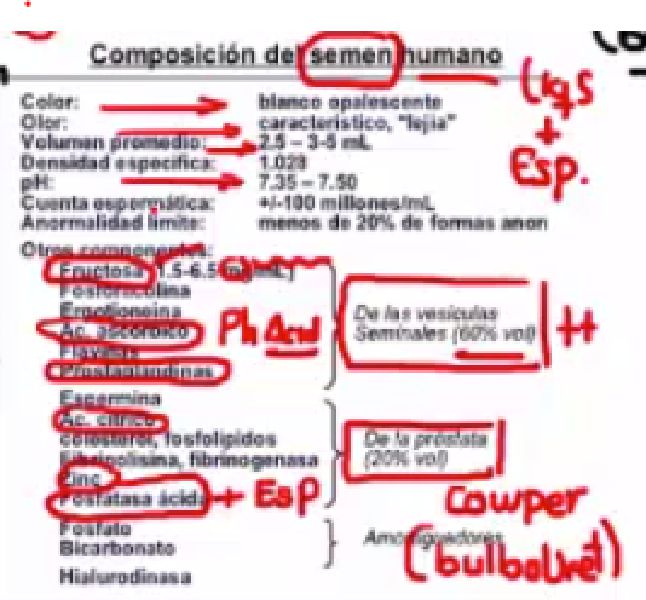 Composición del semen humano
Color: blanco opalescente
Olor: característico, "lejía"
Volumen promedio: 2.5 – 3-5 mL
Densidad específica: 1.028
pH: 7.35 – 7.50
Cuenta espermática: +/-100 millones/mL
Anormalidad límite: menos de 20% de formas anor
+
Esp.
Otros componentes:
Fructosa (1.5-6.5 mg/mL)
Fosforilcolina
Ergotioneina
Ac. ascórbico
Flavinas
Prostaglandinas
Ph Acid
De las vesículas
Seminales (60% vol)
Espermina
Ac. cítrico
colesterol, fosfolípidos
Fibrinolisina, fibrinogenasa
Zinc
Fosfatasa ácida + Esp
De la próstata
(20% vol)
Fosfato
Bicarbonato
Amortiguadores
Hialurodinasa
Cowper
(bulboUret)